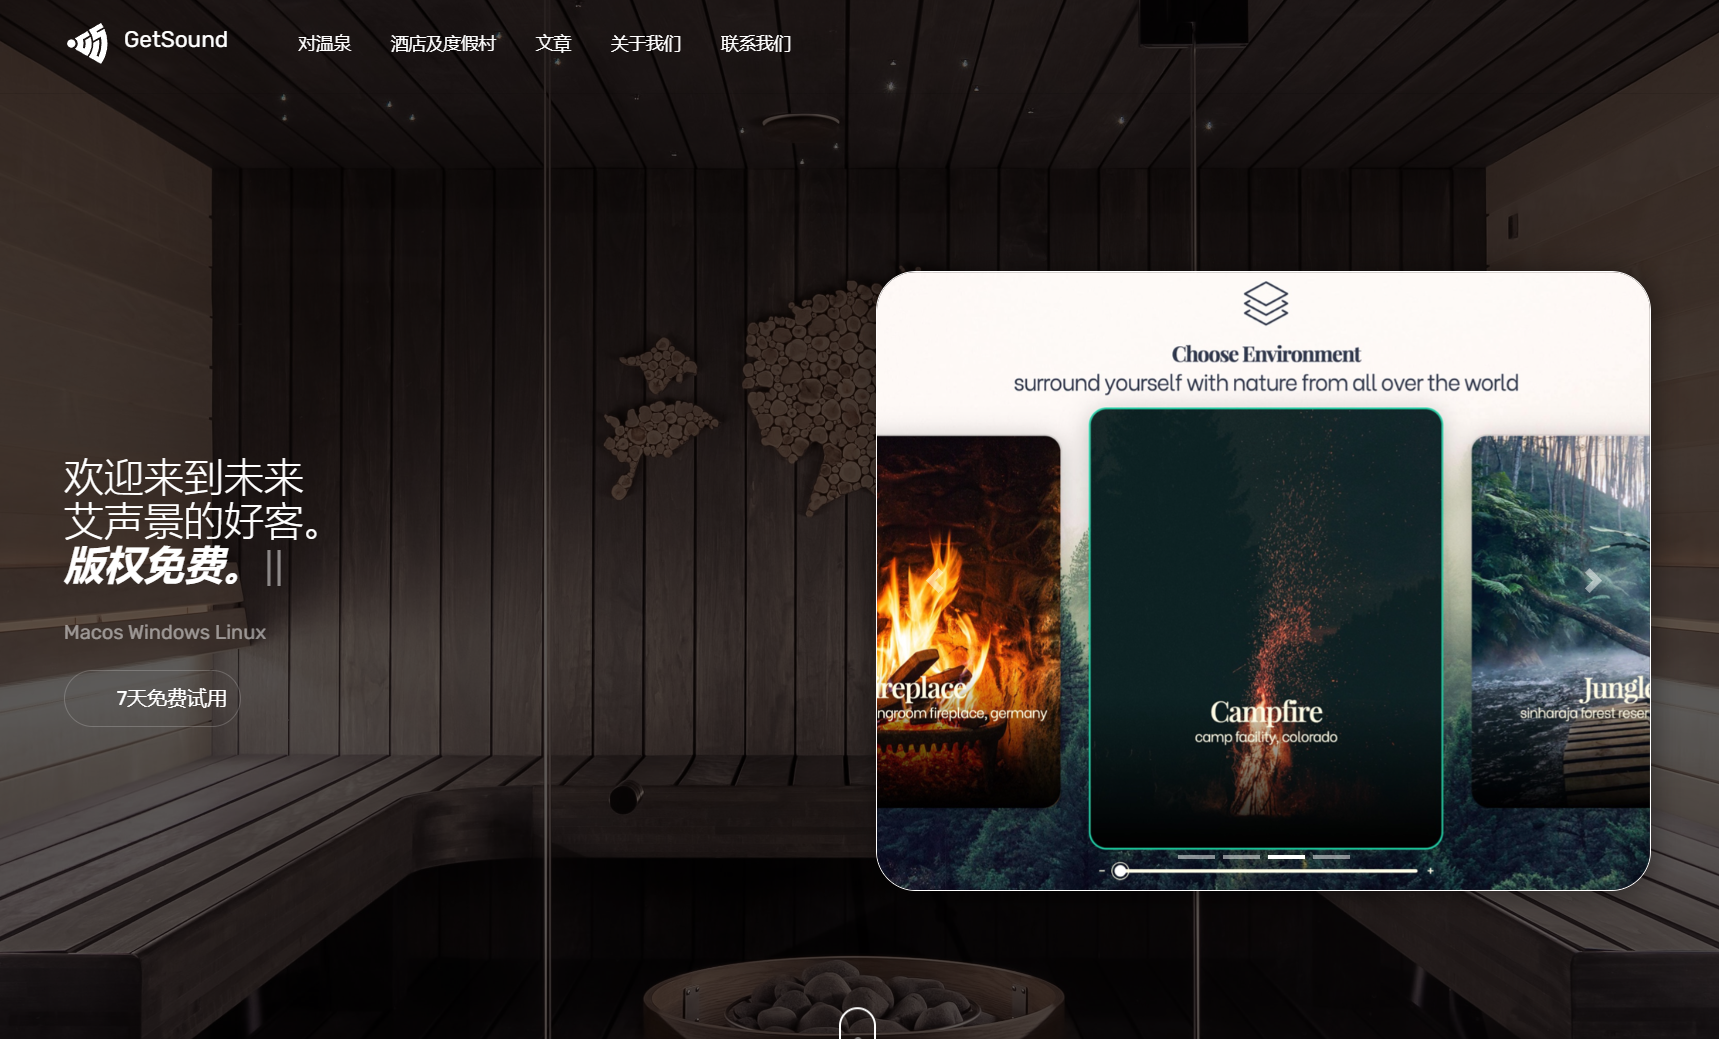 GetSound
对温泉
酒店及度假村
文章
关于我们
联系我们
欢迎来到未来
艾声景的好客。
版权免费。||
Macos Windows Linux
7天免费试用
Choose Environment
surround yourself with nature from all over the world
replace
ngroom fireplace, germany
Campfire
camp facility, colorado
Jungle
sinharaja forest reser
- +